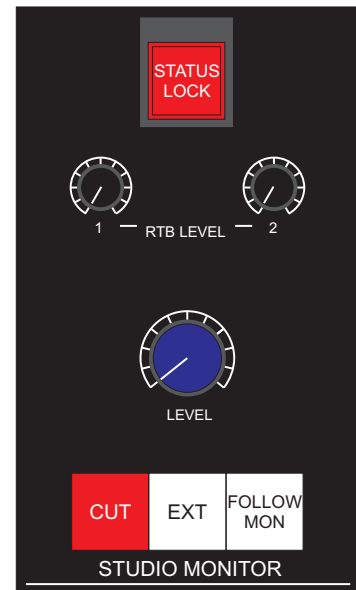 STATUS
LOCK
1 RTB LEVEL 2
LEVEL
CUT
EXT
FOLLOW
MON
STUDIO MONITOR